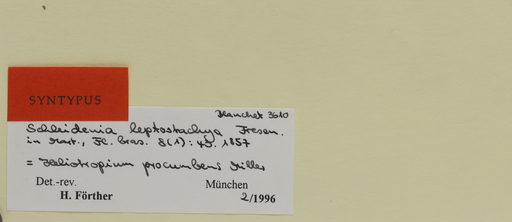 SYNTYPUS
Blanchet 3610
Schleidenia leptostachya Fresen.
in Mart., Fl. bras. 8(1): 1857
= Heliotropium procumbens Miller
Det.-rev. München
H. Förther 2/1996